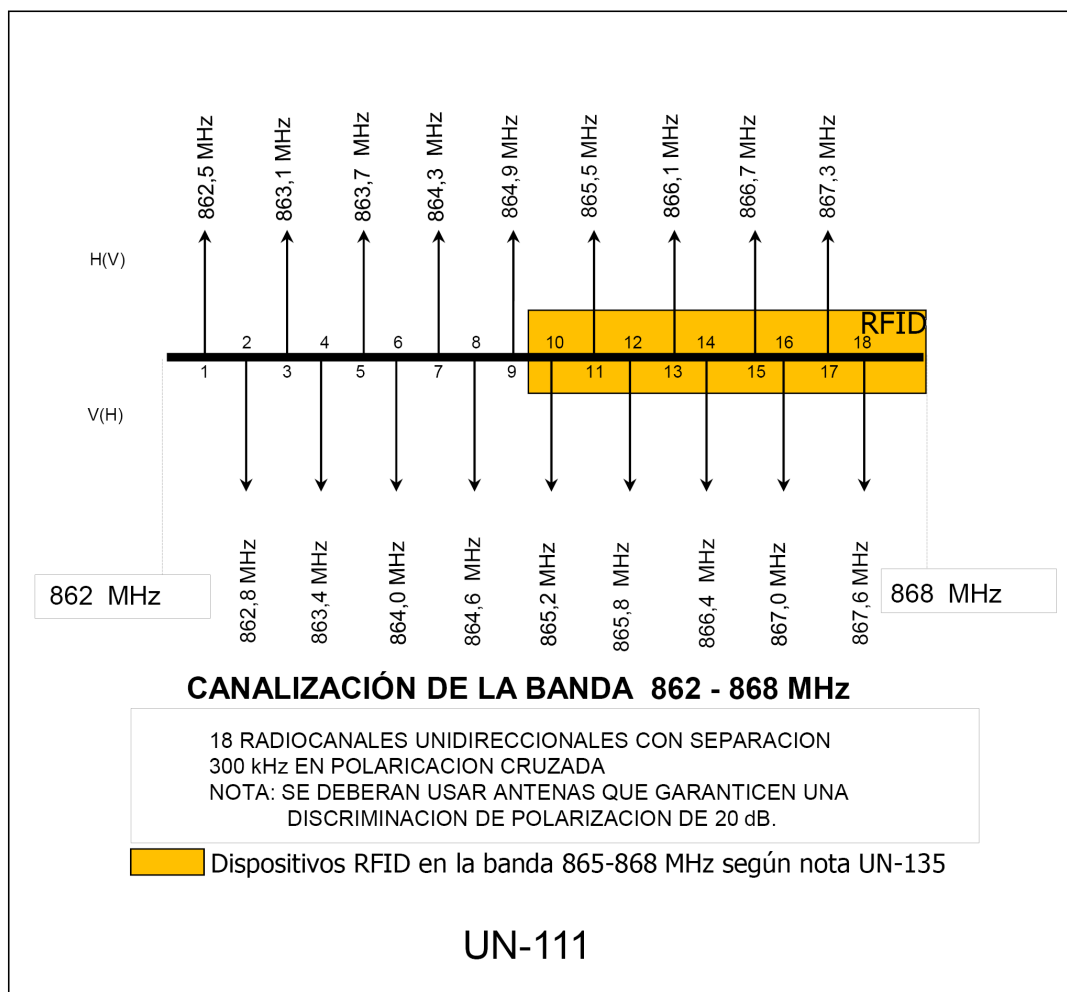 862,5 MHz
863,1 MHz
863,7 MHz
864,3 MHz
864,9 MHz
865,5 MHz
866,1 MHz
866,7 MHz
867,3 MHz
H(V)
RFID
2 4 6 8 10 12 14 16 18
1 3 5 7 9 11 13 15 17
V(H)
862,8 MHz
863,4 MHz
864,0 MHz
864,6 MHz
865,2 MHz
865,8 MHz
866,4 MHz
867,0 MHz
867,6 MHz
862 MHz
868 MHz
CANALIZACIÓN DE LA BANDA 862 - 868 MHz
18 RADIOCANALES UNIDIRECCIONALES CON SEPARACION
300 kHz EN POLARICACION CRUZADA
NOTA: SE DEBERAN USAR ANTENAS QUE GARANTICEN UNA
DISCRIMINACION DE POLARIZACION DE 20 dB.
Dispositivos RFID en la banda 865-868 MHz según nota UN-135
UN-111